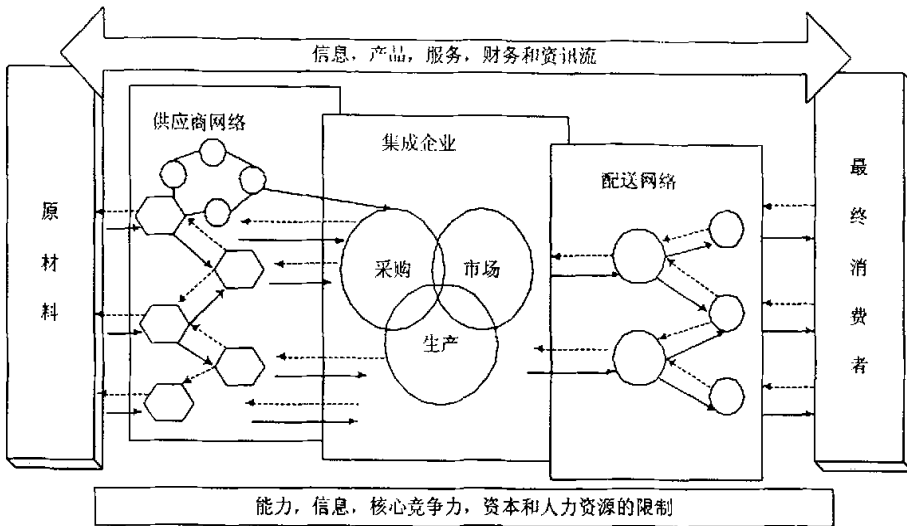 信息，产品，服务，财务和资讯流
供应商网络
集成企业
配送网络
原材料
采购
市场
生产
最终消费者
能力，信息，核心竞争力，资本和人力资源的限制